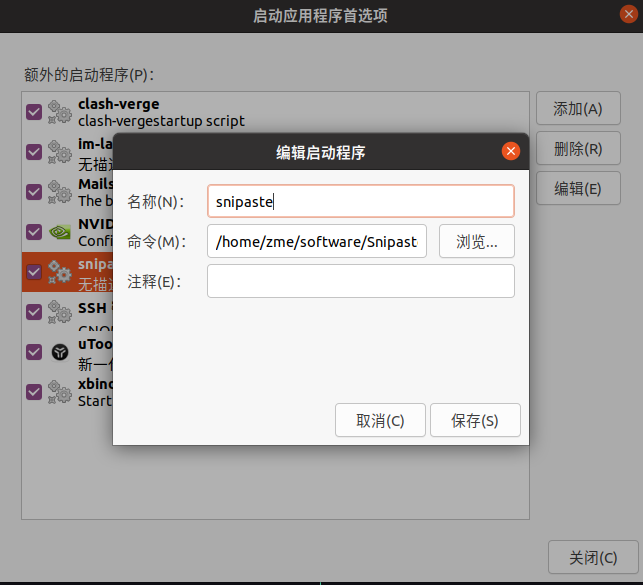 启动应用程序首选项
额外的启动程序(P)：
clash-verge
clash-vergestartup script
im-la
无描述
Mails
The b
NVID
Confi
snipa
无描述
SSH
GNO
uToo
新一代
xbind
Start
添加(A)
删除(R)
编辑(E)
编辑启动程序
名称(N)：
snipaste
命令(M)：
/home/zme/software/Snipast
浏览...
注释(E)：
取消(C)
保存(S)
关闭(C)